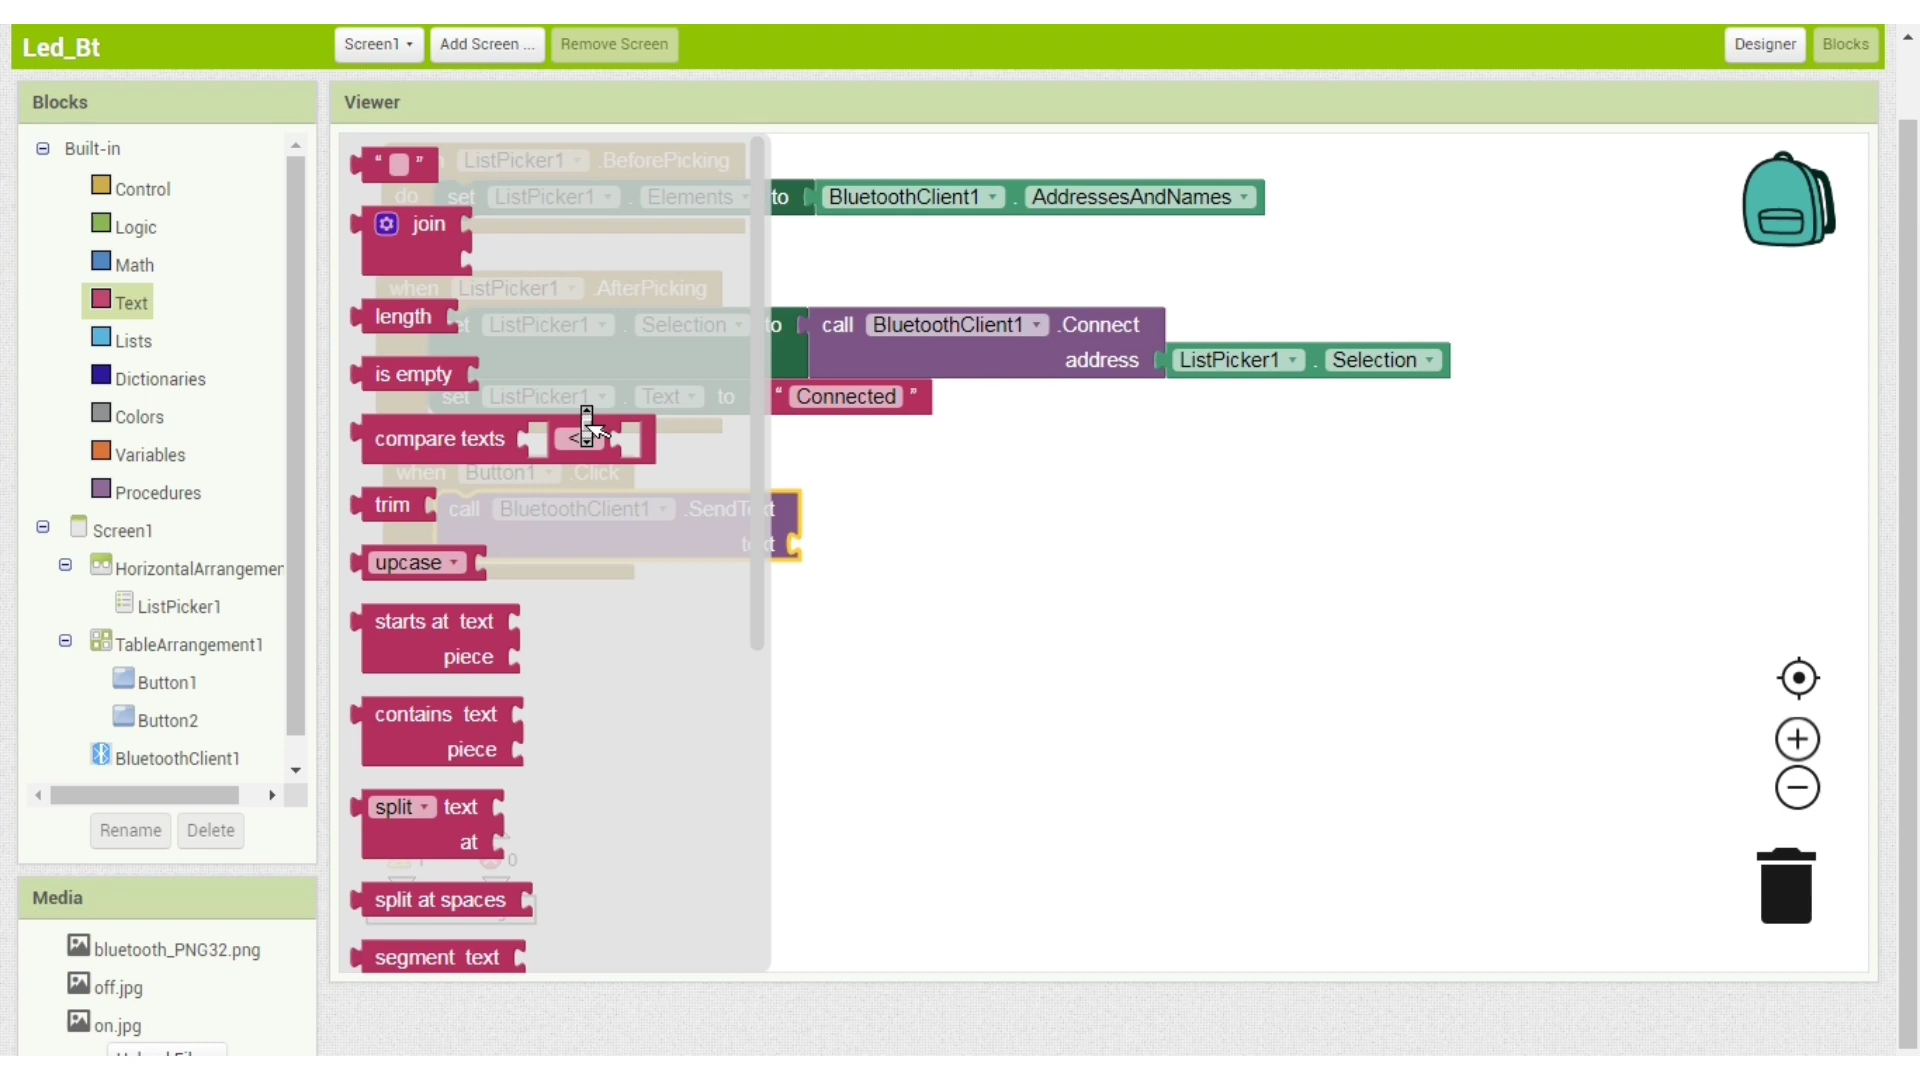 Led_Bt
Screen1
Add Screen ...
Remove Screen
Designer
Blocks
Blocks
Viewer
Built-in
Control
Logic
Math
Text
Lists
Dictionaries
Colors
Variables
Procedures
Screen1
HorizontalArrangemen
ListPicker1
TableArrangement1
Button1
Button2
BluetoothClient1
Rename
Delete
Media
bluetooth_PNG32.png
off.jpg
on.jpg
“ ”
join
length
is empty
compare texts <
trim
upcase
starts at text
piece
contains text
piece
split text
at
split at spaces
segment text
ListPicker1 .BeforePicking
do set ListPicker1 . Elements to BluetoothClient1 . AddressesAndNames
when ListPicker1 .AfterPicking
ListPicker1 . Selection to call BluetoothClient1 .Connect
address ListPicker1 . Selection
set ListPicker1 . Text to “ Connected ”
when Button1 .Click
call BluetoothClient1 .SendText
text
0